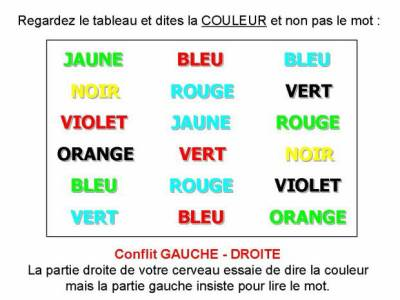 Regardez le tableau et dites la COULEUR et non pas le mot :
JAUNE BLEU BLEU
NOIR ROUGE VERT
VIOLET JAUNE ROUGE
ORANGE VERT NOIR
BLEU ROUGE VIOLET
VERT BLEU ORANGE
Conflit GAUCHE - DROITE
La partie droite de votre cerveau essaie de dire la couleur
mais la partie gauche insiste pour lire le mot.